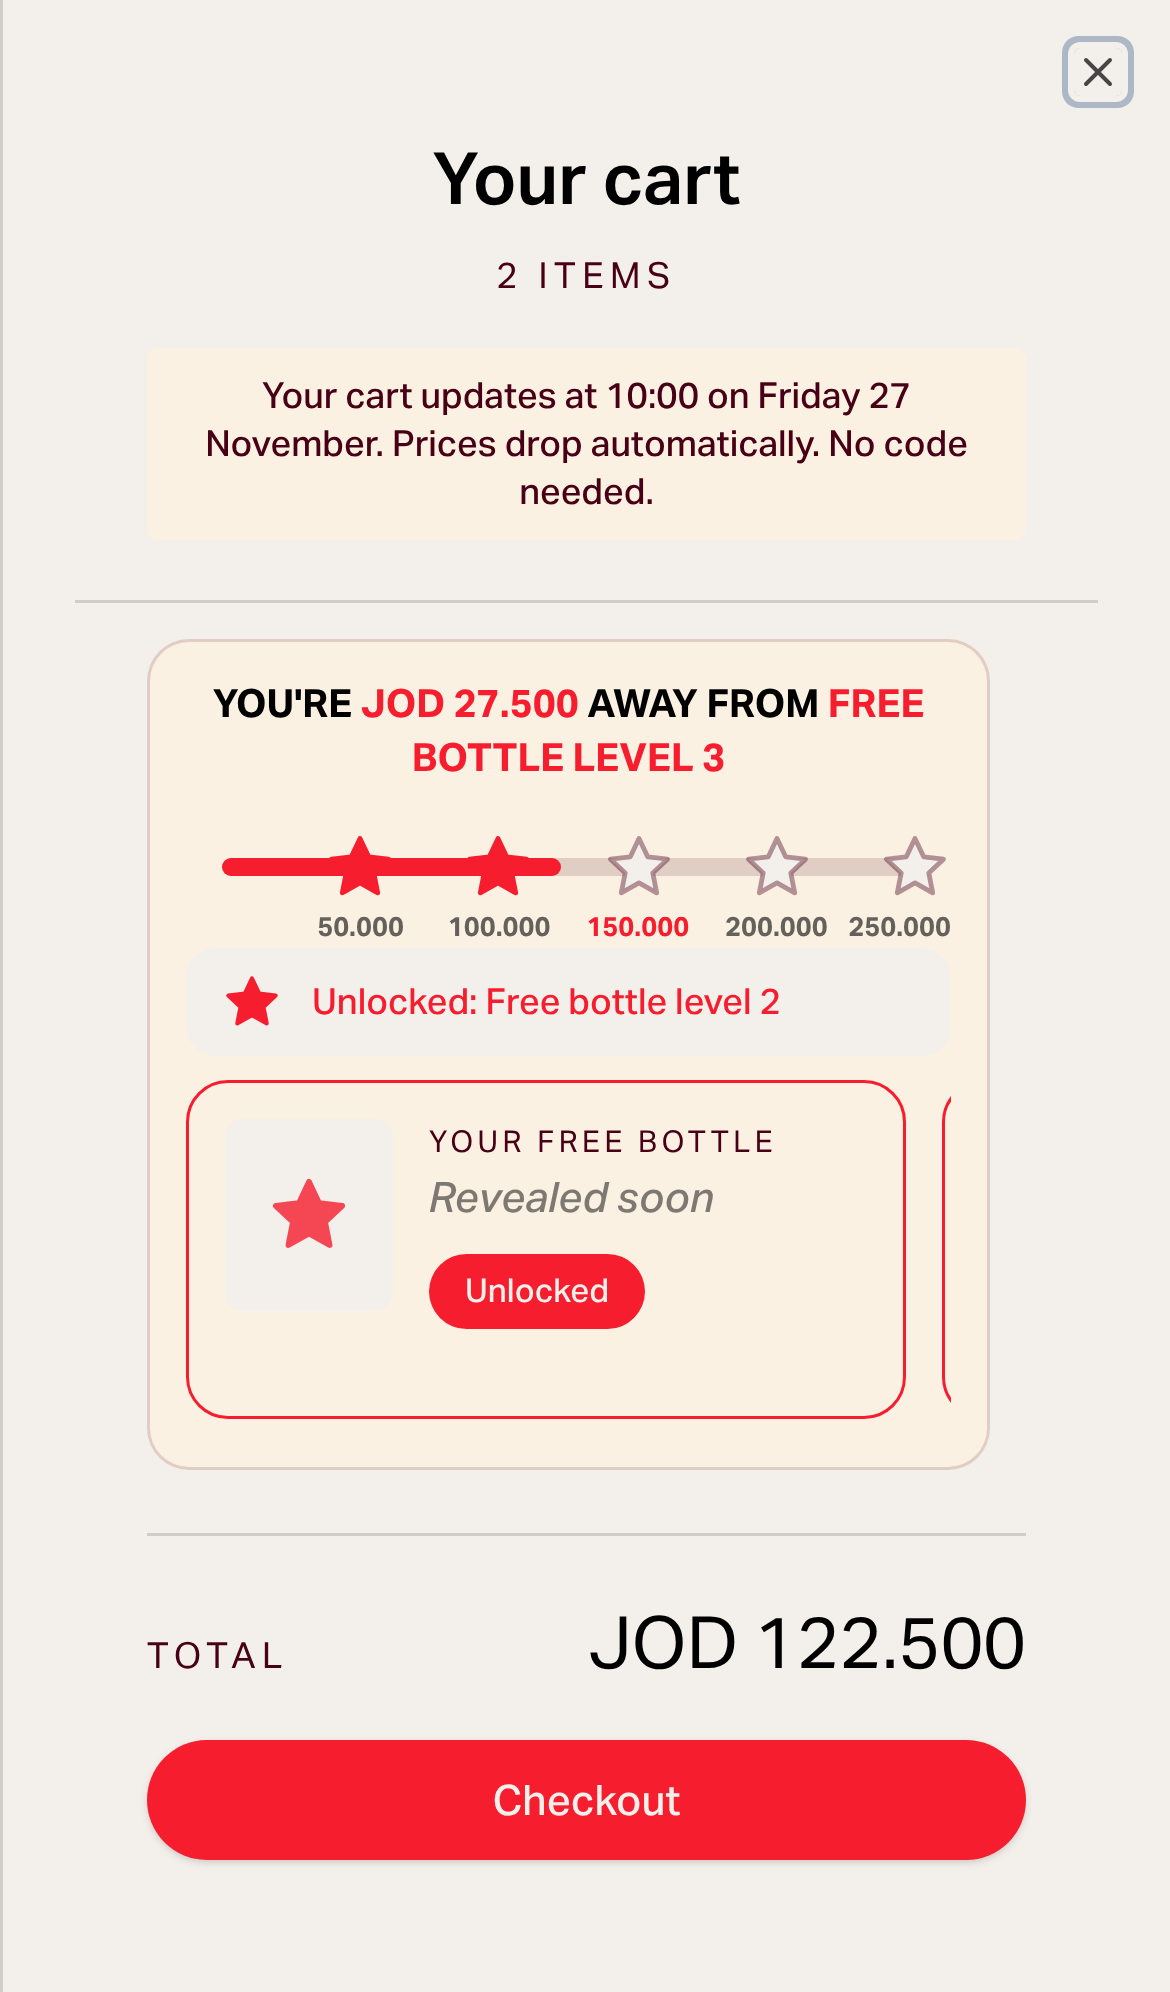 Your cart
2 ITEMS
Your cart updates at 10:00 on Friday 27
November. Prices drop automatically. No code
needed.
YOU'RE JOD 27.500 AWAY FROM FREE
BOTTLE LEVEL 3
50.000 100.000 150.000 200.000 250.000
Unlocked: Free bottle level 2
YOUR FREE BOTTLE
Revealed soon
Unlocked
TOTAL JOD 122.500
Checkout